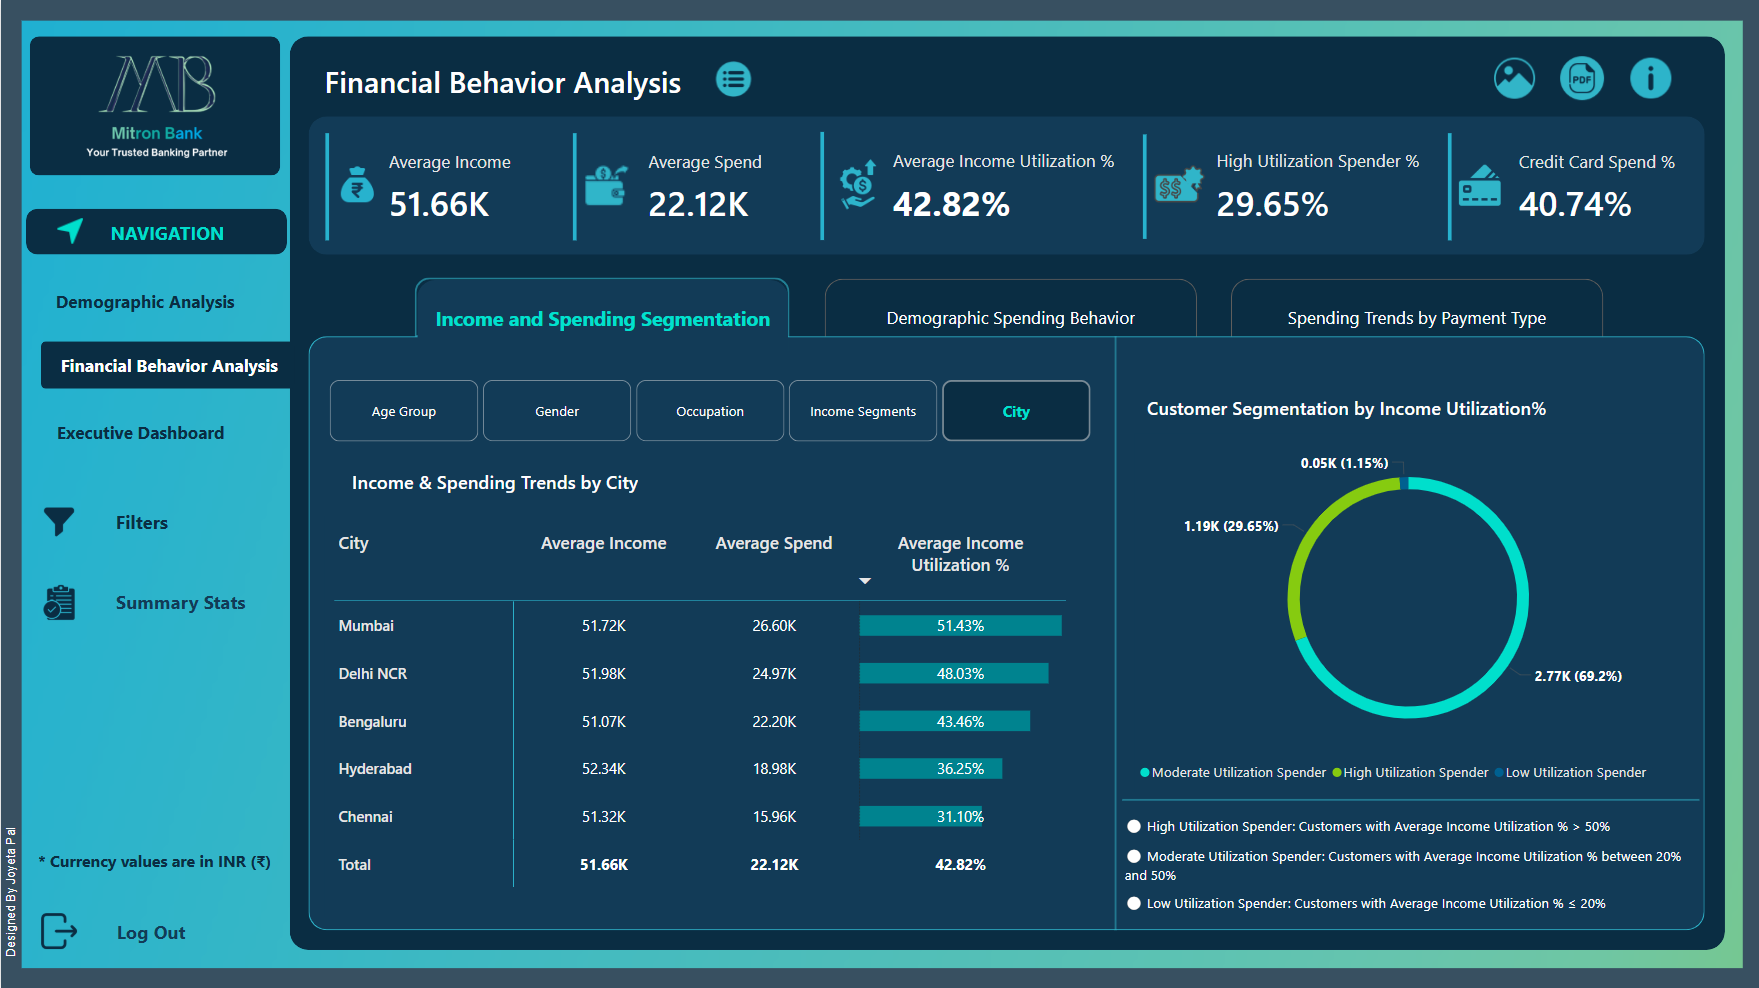 MB
Mitron Bank
Your Trusted Banking Partner
NAVIGATION
Demographic Analysis
Financial Behavior Analysis
Executive Dashboard
Filters
Summary Stats
* Currency values are in INR (₹)
Log Out
Designed By Joyeta Pal
Financial Behavior Analysis
PDF
i
Average Income
51.66K
Average Spend
22.12K
Average Income Utilization %
42.82%
High Utilization Spender %
29.65%
Credit Card Spend %
40.74%
Income and Spending Segmentation
Demographic Spending Behavior
Spending Trends by Payment Type
Age Group
Gender
Occupation
Income Segments
City
Income & Spending Trends by City
City Average Income Average Spend Average Income
Utilization %
Mumbai 51.72K 26.60K 51.43%
Delhi NCR 51.98K 24.97K 48.03%
Bengaluru 51.07K 22.20K 43.46%
Hyderabad 52.34K 18.98K 36.25%
Chennai 51.32K 15.96K 31.10%
Total 51.66K 22.12K 42.82%
Customer Segmentation by Income Utilization%
0.05K (1.15%)
1.19K (29.65%)
2.77K (69.2%)
Moderate Utilization Spender High Utilization Spender Low Utilization Spender
High Utilization Spender: Customers with Average Income Utilization % > 50%
Moderate Utilization Spender: Customers with Average Income Utilization % between 20%
and 50%
Low Utilization Spender: Customers with Average Income Utilization % ≤ 20%